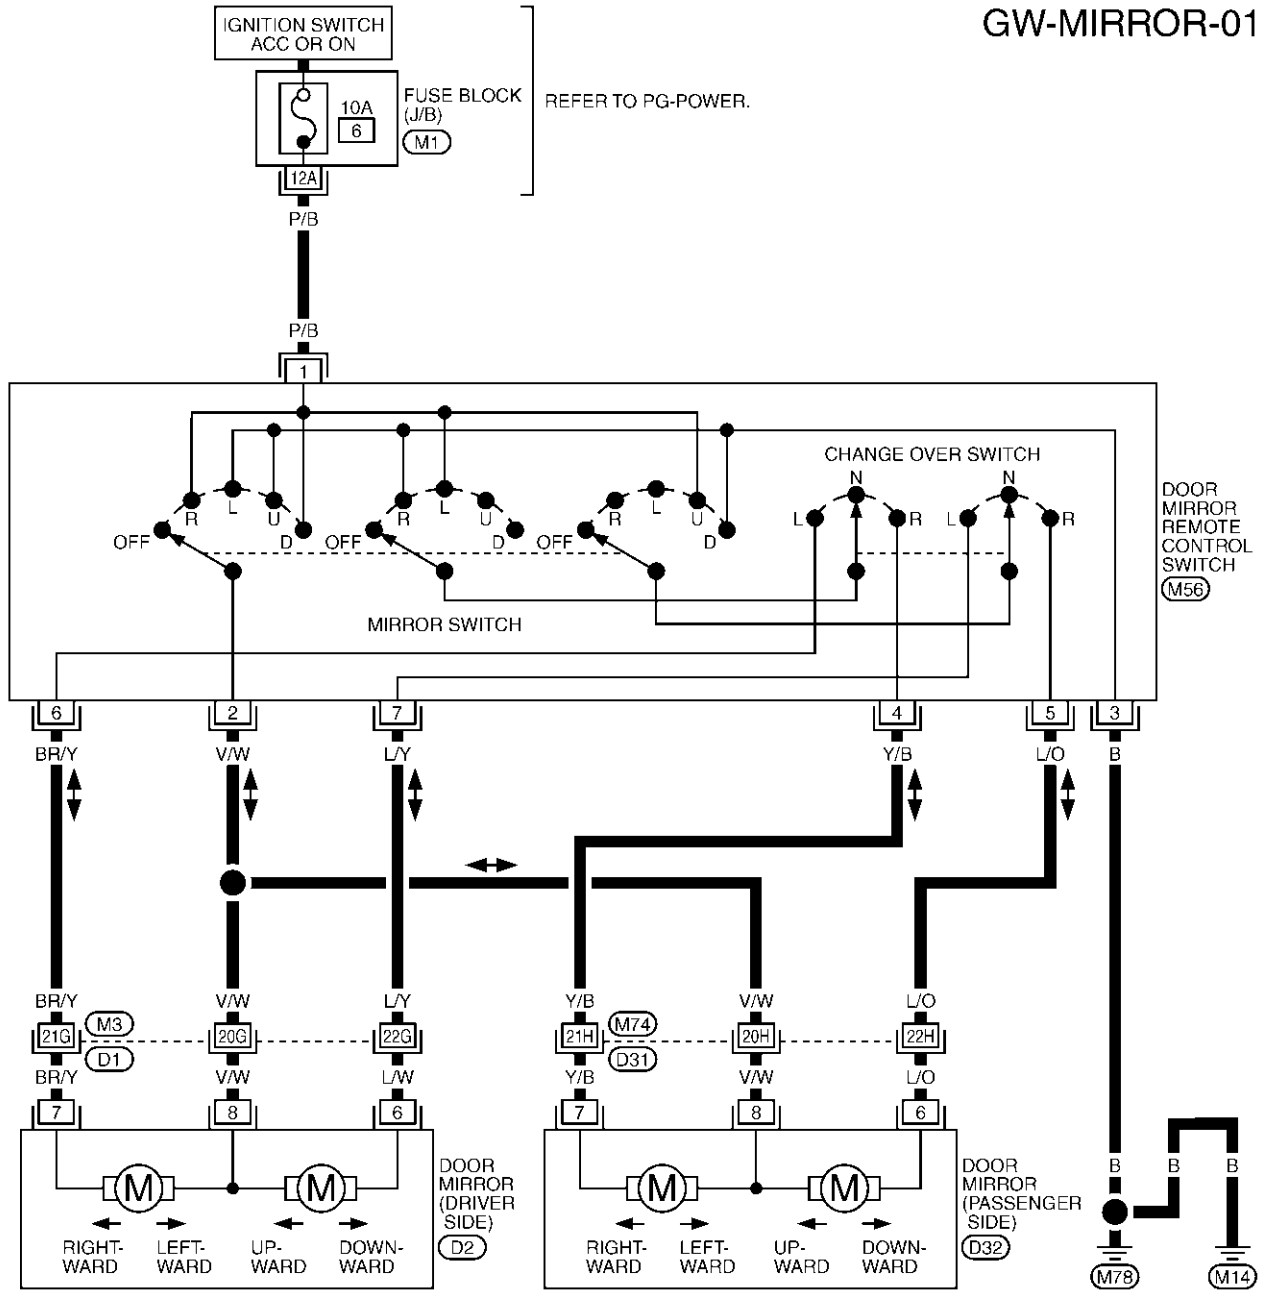 GW-MIRROR-01
IGNITION SWITCH
ACC OR ON
FUSE BLOCK
(J/B)
M1
10A
6
REFER TO PG-POWER.
12A
P/B
P/B
1
CHANGE OVER SWITCH
R L U D OFF
R L U D OFF
R L U D OFF
L N R
L N R
MIRROR SWITCH
DOOR
MIRROR
REMOTE
CONTROL
SWITCH
M56
6 2 7 4 5 3
BR/Y V/W L/Y Y/B L/O B
BR/Y V/W L/Y Y/B V/W L/O
21G M3 20G 22G 21H M74 20H 22H
D1 D31
BR/Y V/W L/W Y/B V/W L/O
7 8 6 7 8 6
M M M M
DOOR
MIRROR
(DRIVER
SIDE)
D2
RIGHT-
WARD
LEFT-
WARD
UP-
WARD
DOWN-
WARD
DOOR
MIRROR
(PASSENGER
SIDE)
D32
RIGHT-
WARD
LEFT-
WARD
UP-
WARD
DOWN-
WARD
B B B
M78 M14